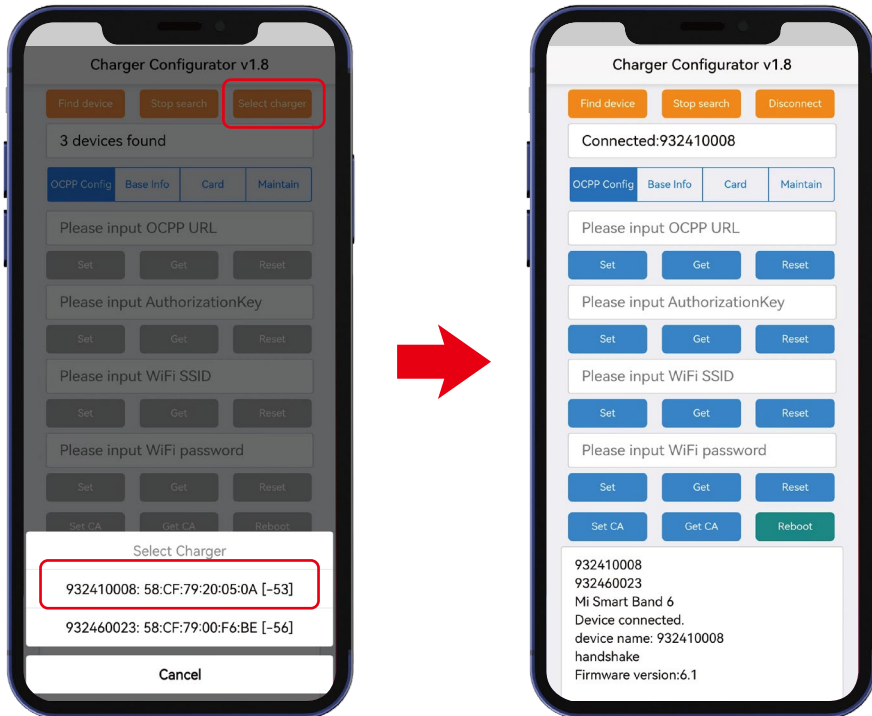 Charger Configurator v1.8
Find device Stop search Select charger
3 devices found
OCPP Config Base Info Card Maintain
Please input OCPP URL
Set Get Reset
Please input AuthorizationKey
Set Get Reset
Please input WiFi SSID
Set Get Reset
Please input WiFi password
Set Get Reset
Set CA Get CA Reboot
Select Charger
932410008: 58:CF:79:20:05:0A [-53]
932460023: 58:CF:79:00:F6:BE [-56]
Cancel
Charger Configurator v1.8
Find device Stop search Disconnect
Connected:932410008
OCPP Config Base Info Card Maintain
Please input OCPP URL
Set Get Reset
Please input AuthorizationKey
Set Get Reset
Please input WiFi SSID
Set Get Reset
Please input WiFi password
Set Get Reset
Set CA Get CA Reboot
932410008
932460023
Mi Smart Band 6
Device connected.
device name: 932410008
handshake
Firmware version:6.1